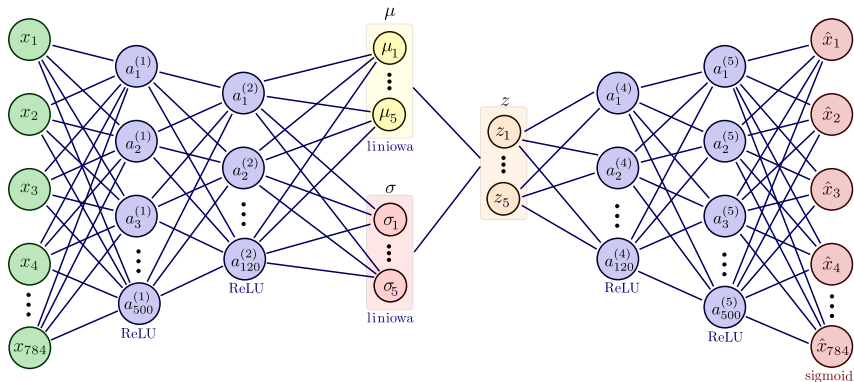 x₁
x₂
x₃
x₄
x₇₈₄
a₁⁽¹⁾
a₂⁽¹⁾
a₃⁽¹⁾
a₅₀₀⁽¹⁾
ReLU
a₁⁽²⁾
a₂⁽²⁾
a₁₂₀⁽²⁾
ReLU
μ
μ₁
μ₅
liniowa
σ
σ₁
σ₅
liniowa
z
z₁
z₅
a₁⁽⁴⁾
a₂⁽⁴⁾
a₁₂₀⁽⁴⁾
ReLU
a₁⁽⁵⁾
a₂⁽⁵⁾
a₃⁽⁵⁾
a₅₀₀⁽⁵⁾
ReLU
x̂₁
x̂₂
x̂₃
x̂₄
x̂₇₈₄
sigmoid